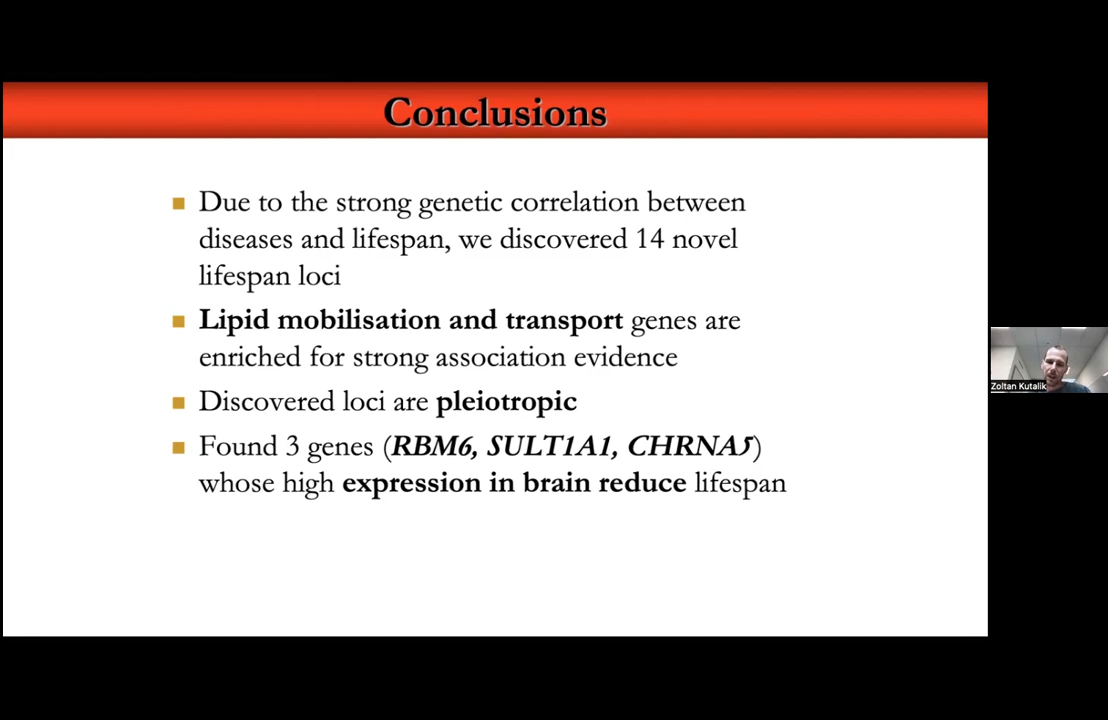 Conclusions
Due to the strong genetic correlation between
diseases and lifespan, we discovered 14 novel
lifespan loci
Lipid mobilisation and transport genes are
enriched for strong association evidence
Discovered loci are pleiotropic
Found 3 genes (RBM6, SULT1A1, CHRNA5)
whose high expression in brain reduce lifespan
Zoltan Kutalik